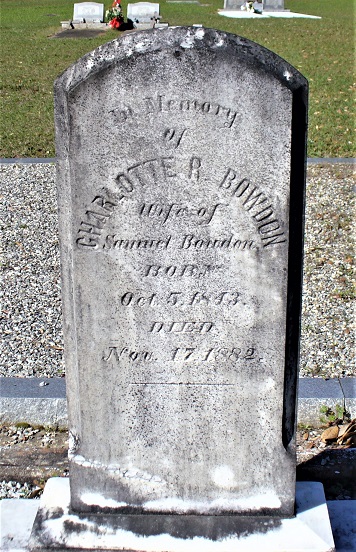 In Memory
of
CHARLOTTE R. BOWDON
Wife of
Samuel Bowdon,
BORN
Oct. 5, 1843.
DIED
Nov. 17, 1882.